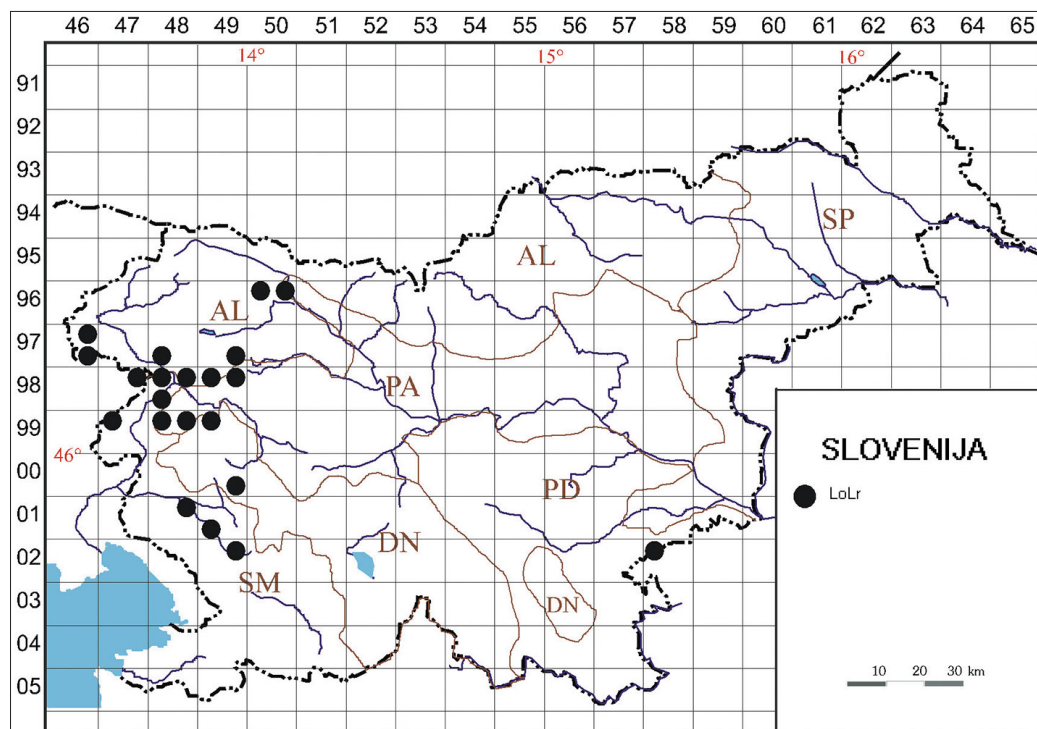 46 47 48 49 50 51 52 53 54 55 56 57 58 59 60 61 62 63 64 65
14° 15° 16°
91
92
93
94 SP
95 AL
96
AL
97
98 PA
99
46°
00
PD
01
DN
02
SM
03 DN
04
05
SLOVENIJA
LoLr
10 20 30 km